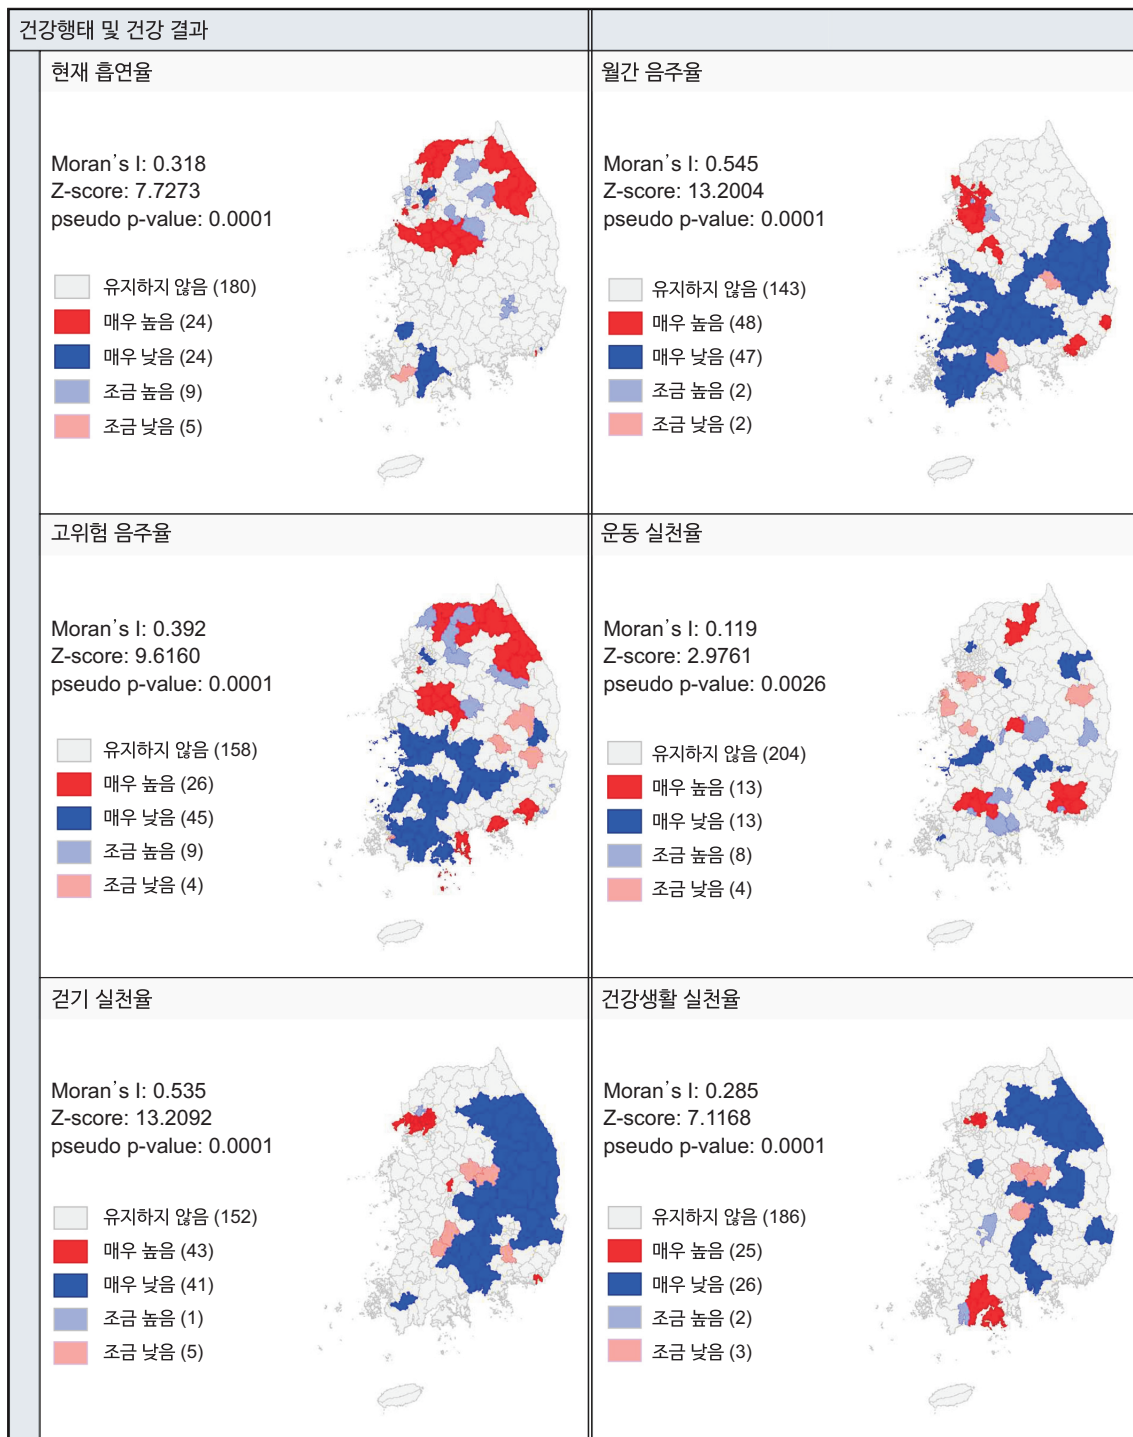 건강행태 및 건강 결과
현재 흡연율
Moran's I: 0.318
Z-score: 7.7273
pseudo p-value: 0.0001
유지하지 않음 (180)
매우 높음 (24)
매우 낮음 (24)
조금 높음 (9)
조금 낮음 (5)
월간 음주율
Moran's I: 0.545
Z-score: 13.2004
pseudo p-value: 0.0001
유지하지 않음 (143)
매우 높음 (48)
매우 낮음 (47)
조금 높음 (2)
조금 낮음 (2)
고위험 음주율
Moran's I: 0.392
Z-score: 9.6160
pseudo p-value: 0.0001
유지하지 않음 (158)
매우 높음 (26)
매우 낮음 (45)
조금 높음 (9)
조금 낮음 (4)
운동 실천율
Moran's I: 0.119
Z-score: 2.9761
pseudo p-value: 0.0026
유지하지 않음 (204)
매우 높음 (13)
매우 낮음 (13)
조금 높음 (8)
조금 낮음 (4)
걷기 실천율
Moran's I: 0.535
Z-score: 13.2092
pseudo p-value: 0.0001
유지하지 않음 (152)
매우 높음 (43)
매우 낮음 (41)
조금 높음 (1)
조금 낮음 (5)
건강생활 실천율
Moran's I: 0.285
Z-score: 7.1168
pseudo p-value: 0.0001
유지하지 않음 (186)
매우 높음 (25)
매우 낮음 (26)
조금 높음 (2)
조금 낮음 (3)